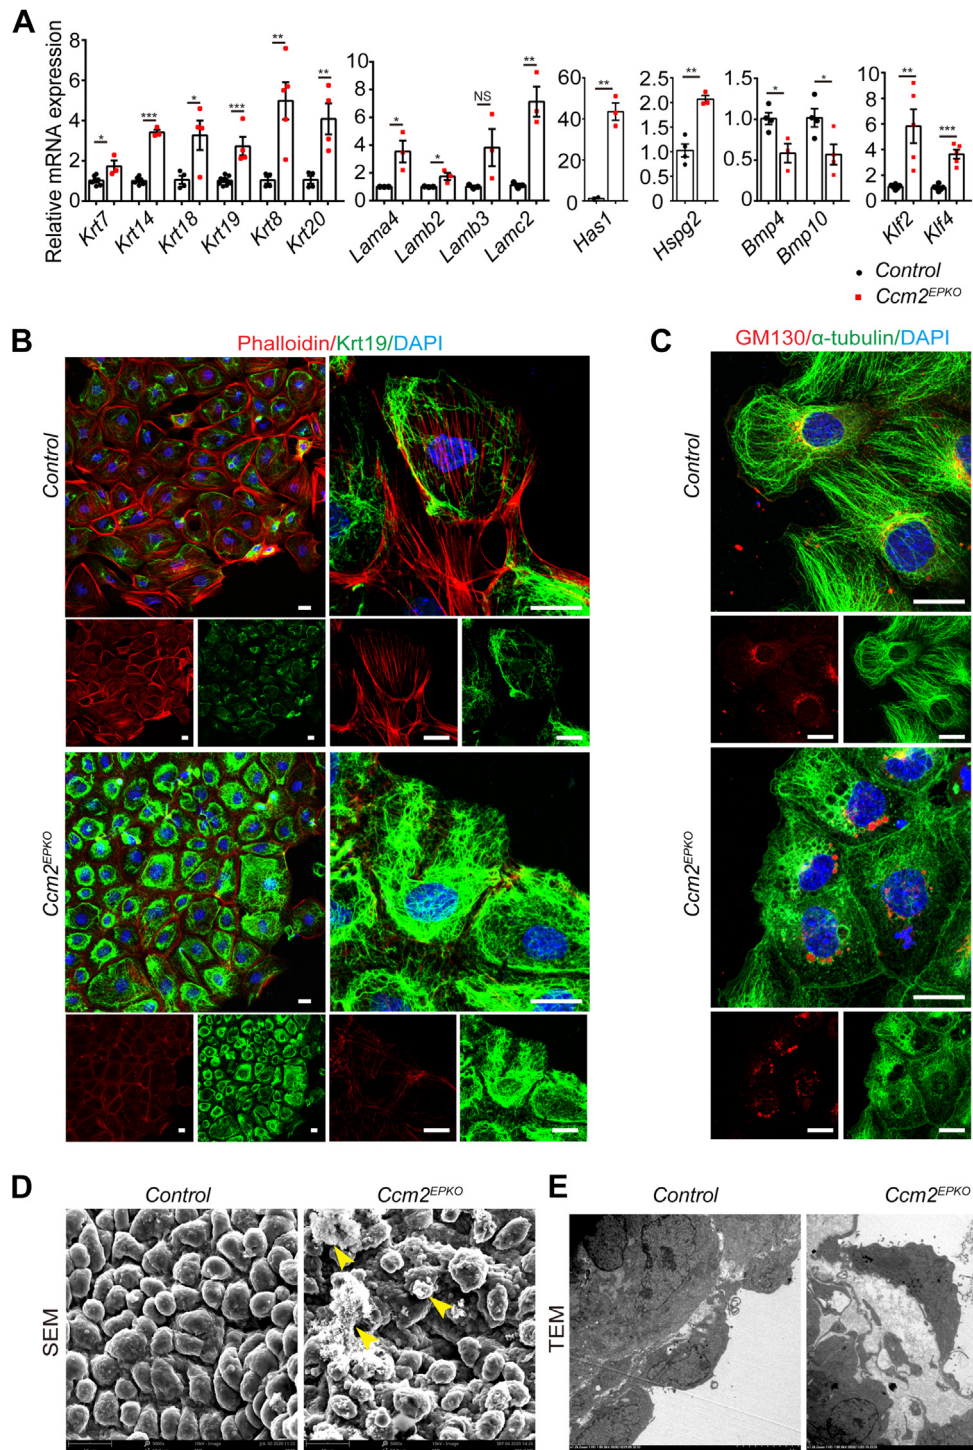 A
Relative mRNA expression
8
6
4
2
0
Krt7
Krt14
Krt18
Krt19
Krt8
Krt20
*
***
*
***
**
**
10
8
6
4
2
0
Lama4
Lamb2
Lamb3
Lamc2
*
*
NS
**
60
40
20
0
Has1
**
2.5
2.0
1.5
1.0
0.5
0
Hspg2
**
1.5
1.0
0.5
0
Bmp4
Bmp10
*
*
10
8
6
4
2
0
Klf2
Klf4
**
***
Control
Ccm2EPKO
B
Phalloidin/Krt19/DAPI
Control
Ccm2EPKO
C
GM130/α-tubulin/DAPI
Control
Ccm2EPKO
D
Control
Ccm2EPKO
SEM
E
Control
Ccm2EPKO
TEM